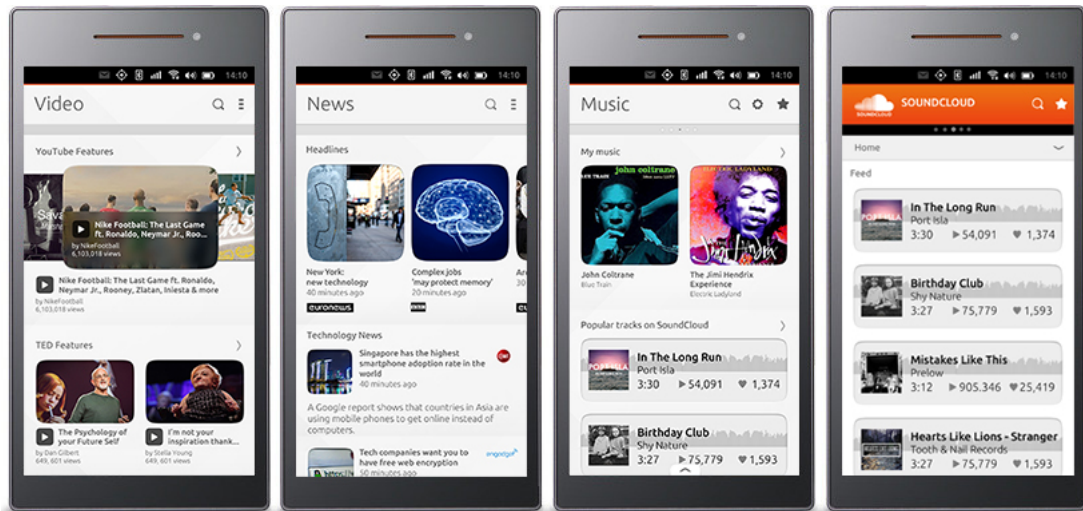 14:10
Video
YouTube Features
Nike Football: The Last Game
ft. Ronaldo, Neymar Jr., Roo...
by NikeFootball
6,103,018 views
Nike Football: The Last Game Ft. Ronaldo,
Neymar Jr., Rooney, Zlatan, Iniesta & more
by NikeFootball
6,103,018 views
TED Features
The Psychology of
your Future Self
by Dan Gilbert
649, 601 views
I'm not your
inspiration thank...
by Stella Young
649, 601 views
14:10
News
Headlines
New York:
new technology
40 minutes ago
euronews
Complex jobs
'may protect memory'
20 minutes ago
Technology News
Singapore has the highest
smartphone adoption rate in the
world
40 minutes ago
A Google report shows that countries in Asia are
using mobile phones to get online instead of
computers.
Tech companies want you to
have free web encryption
50 minutes ago
engadget
14:10
Music
My music
BLUE TRAIN
john coltrane
John Coltrane
Blue Train
ELECTRIC LADYLAND
The Jimi Hendrix
Experience
Electric Ladyland
Popular tracks on SoundCloud
In The Long Run
Port Isla
3:30 54,091 1,374
Birthday Club
Shy Nature
3:27 75,779 1,593
14:10
SOUNDCLOUD
SOUNDCLOUD
Home
Feed
In The Long Run
Port Isla
3:30 54,091 1,374
Birthday Club
Shy Nature
3:27 75,779 1,593
Mistakes Like This
Prelow
3:12 905.346 25,419
Hearts Like Lions - Stranger
Tooth & Nail Records
3:27 75,779 1,593